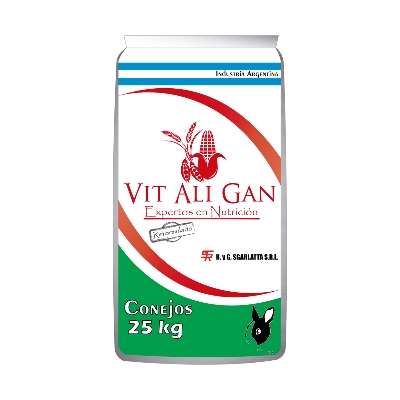 Industria Argentina
Vit Ali Gan
Expertos en Nutrición
Reformulado
R. y G. SGARLATTA S.R.L.
Conejos
25 kg